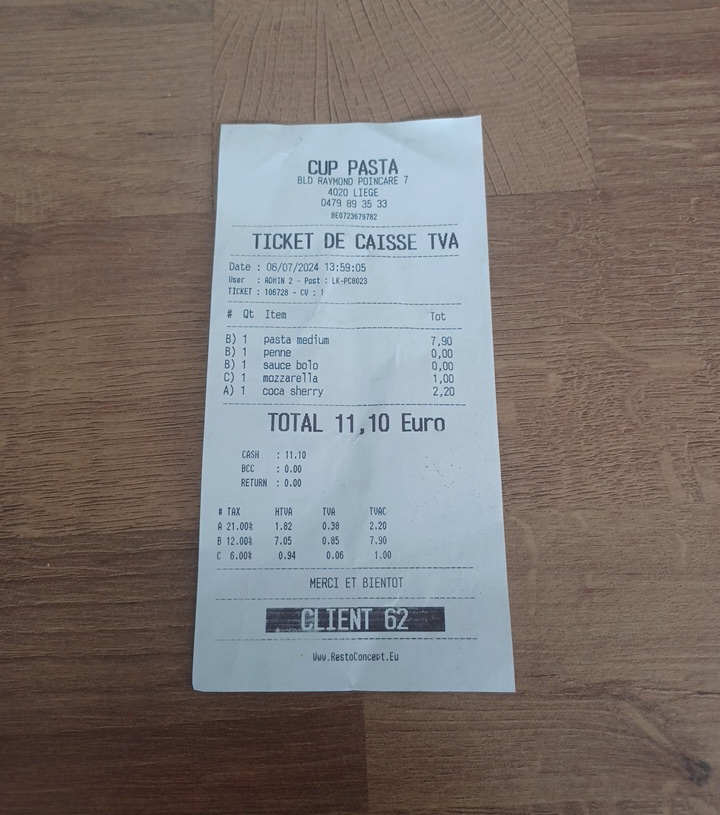 CUP PASTA
BLD RAYMOND POINCARE 7
4020 LIEGE
0479 89 35 33
BE0723679782
TICKET DE CAISSE TVA
Date : 06/07/2024 13:59:05
User : ADMIN 2 - Post : LK-PC8023
TICKET : 106728 - CU : 1
# Qt Item Tot
B) 1 pasta medium 7,90
B) 1 penne 0,00
B) 1 sauce bolo 0,00
C) 1 mozzarella 1,00
A) 1 coca sherry 2,20
TOTAL 11,10 Euro
CASH : 11.10
BCC : 0.00
RETURN : 0.00
# TAX HTVA TVA TVAC
A 21.00% 1.82 0.38 2.20
B 12.00% 7.05 0.85 7.90
C 6.00% 0.94 0.06 1.00
MERCI ET BIENTOT
CLIENT 62
Www.RestoConcept.Eu